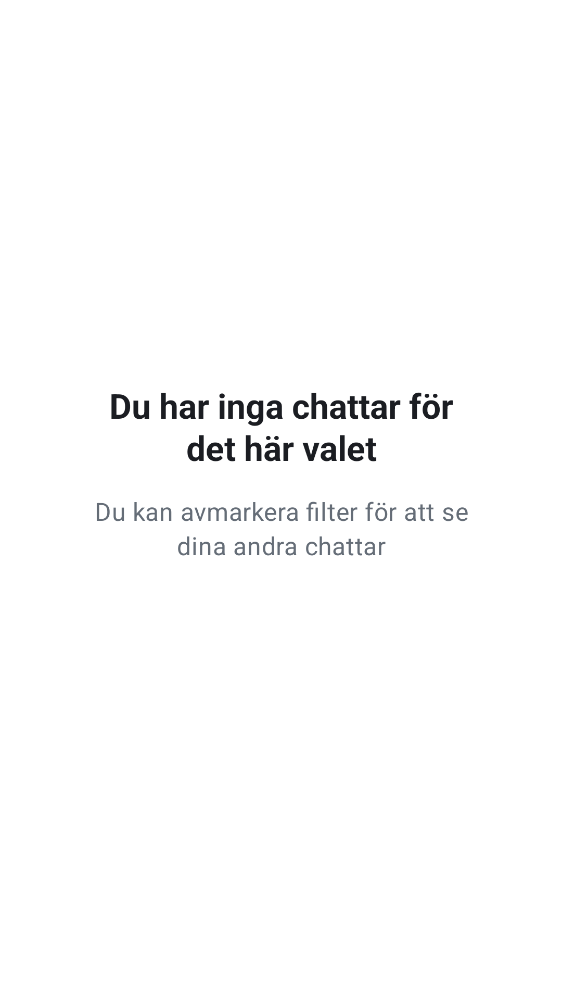 Du har inga chattar för
det här valet
Du kan avmarkera filter för att se
dina andra chattar